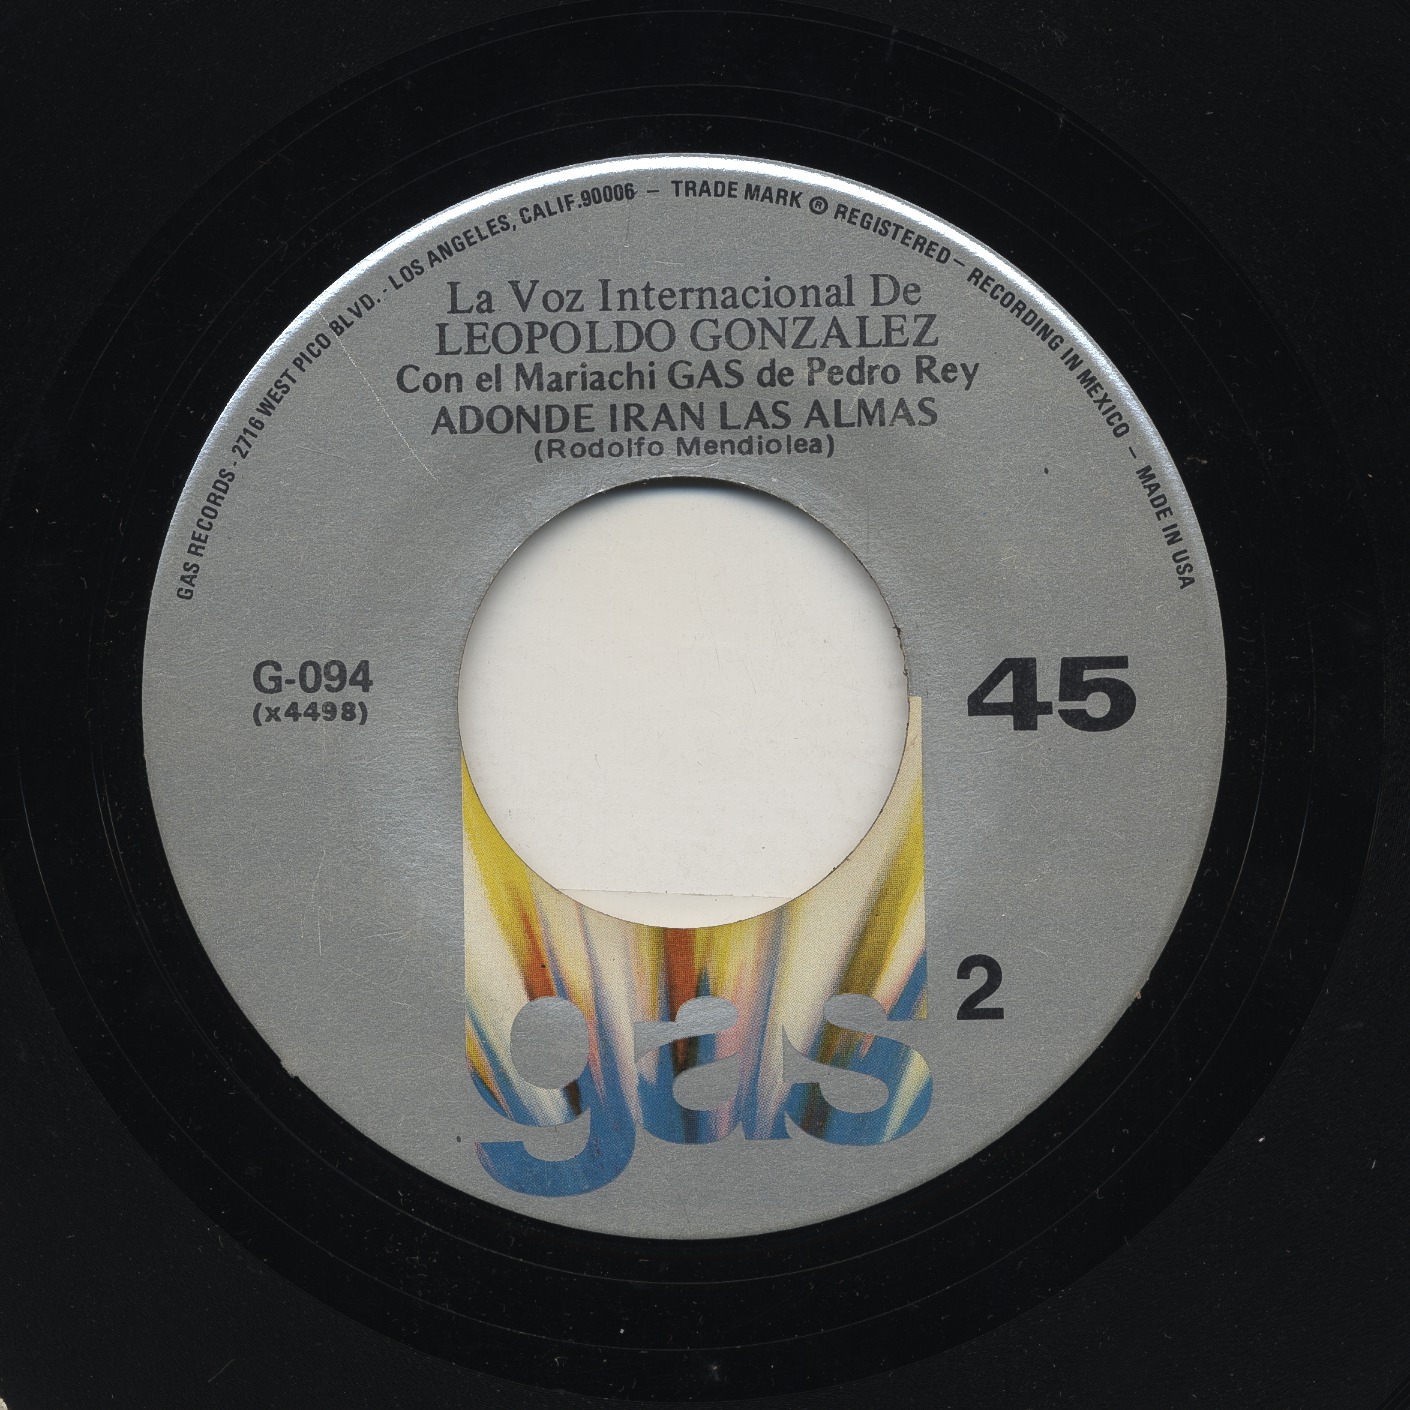 GAS RECORDS - 2716 WEST PICO BLVD. - LOS ANGELES, CALIF. 90006 – TRADE MARK ® REGISTERED – RECORDING IN MEXICO – MADE IN USA
La Voz Internacional De
LEOPOLDO GONZALEZ
Con el Mariachi GAS de Pedro Rey
ADONDE IRAN LAS ALMAS
(Rodolfo Mendiolea)
G-094
(x4498)
45
2
gas